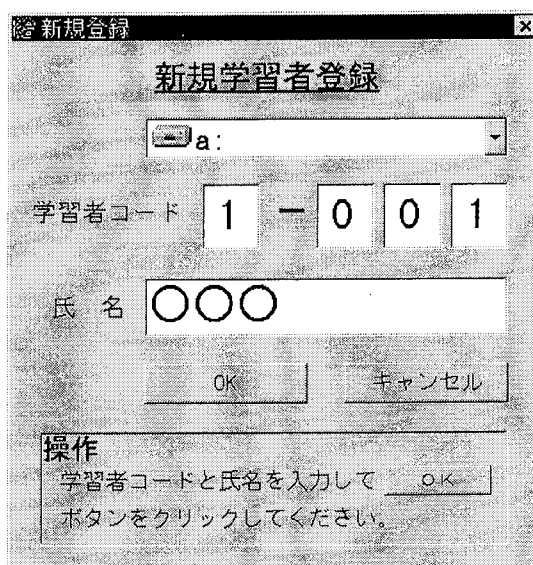 新規登録
新規学習者登録
a:
学習者コード 1 - 0 0 1
氏 名 ○○○
OK キャンセル
操作
学習者コードと氏名を入力して OK
ボタンをクリックしてください。